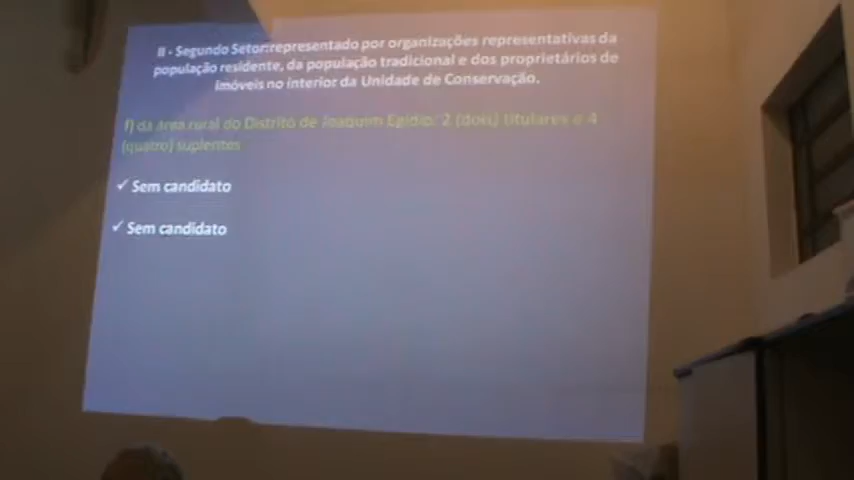 II - Segundo Setor:representado por organizações representativas da
população residente, da população tradicional e dos proprietários de
imóveis no interior da Unidade de Conservação.
f) da área rural do Distrito de Joaquim Egídio: 2 (dois) titulares e 4
(quatro) suplentes
✓ Sem candidato
✓ Sem candidato